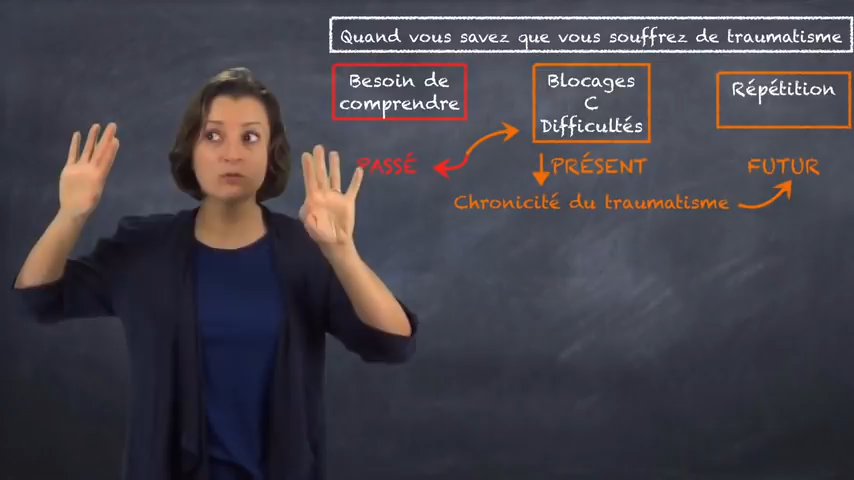 Quand vous savez que vous souffrez de traumatisme
Besoin de
comprendre
Blocages
C
Difficultés
Répétition
PASSÉ
PRÉSENT
FUTUR
Chronicité du traumatisme